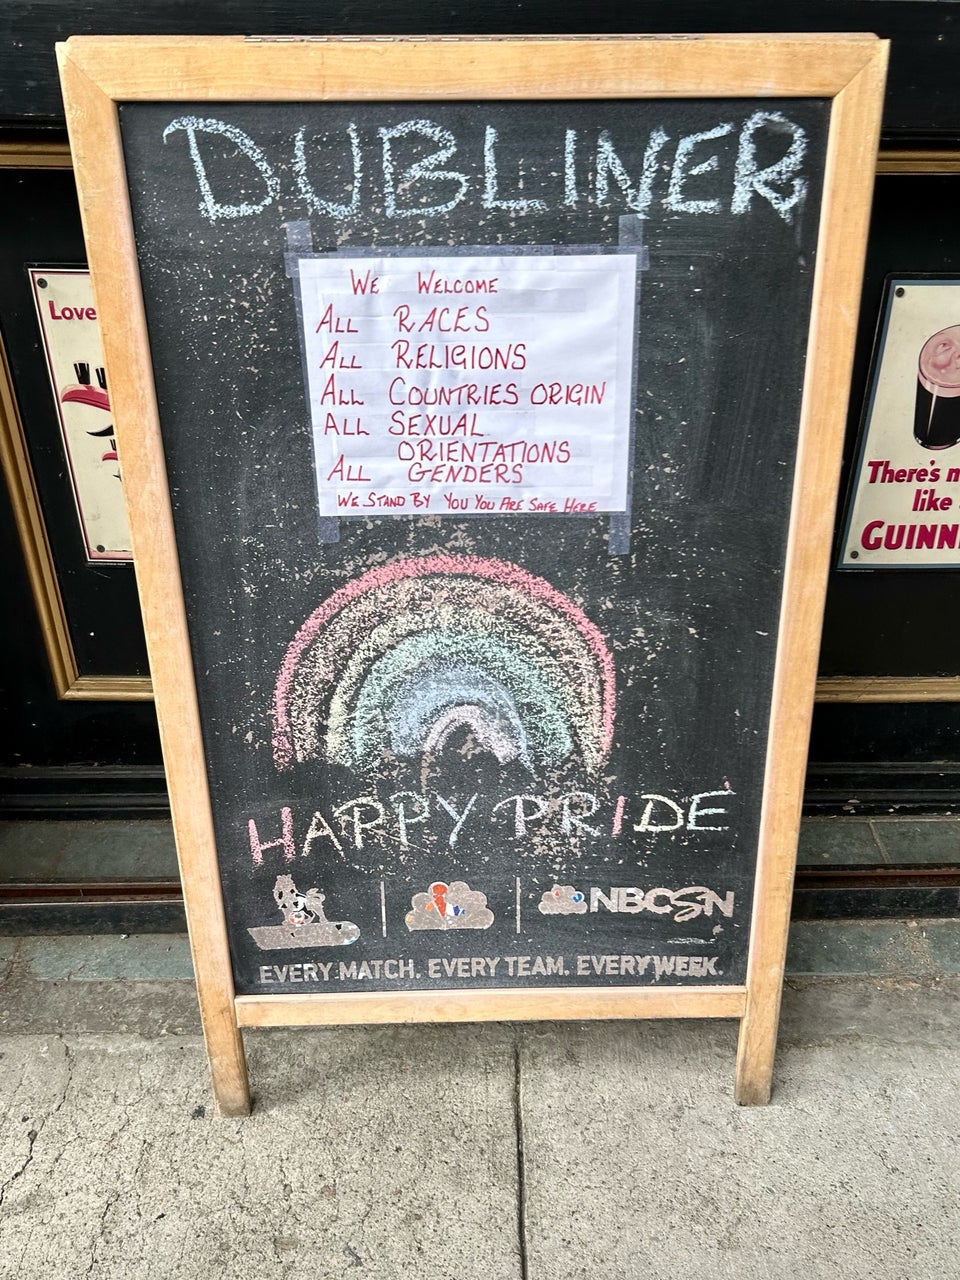 DUBLINER
WE WELCOME
ALL RACES
ALL RELIGIONS
ALL COUNTRIES ORIGIN
ALL SEXUAL
ORIENTATIONS
ALL GENDERS
WE STAND BY YOU YOU ARE SAFE HERE
HAPPY PRIDE
NBCSN
EVERY MATCH. EVERY TEAM. EVERY WEEK.
Love
There's
like
GUINN